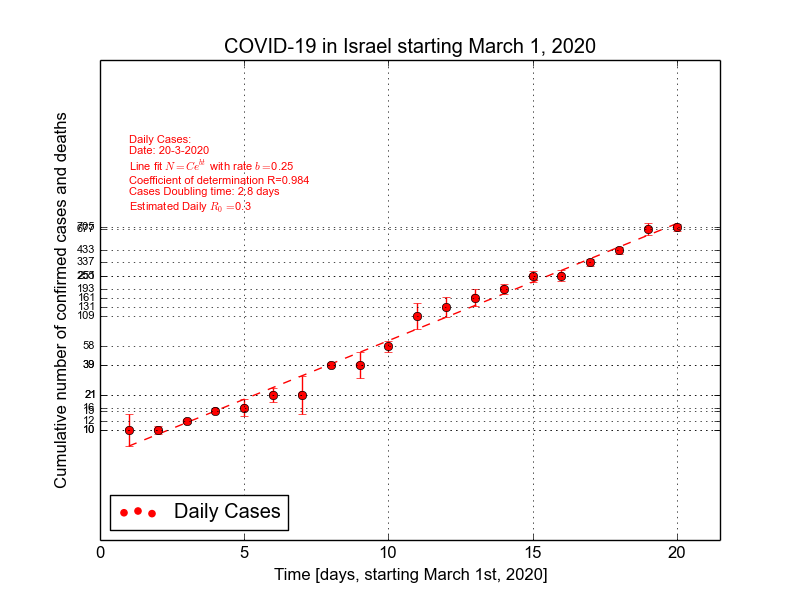 COVID-19 in Israel starting March 1, 2020
Cumulative number of confirmed cases and deaths
Daily Cases:
Date: 20-3-2020
Line fit N = Ce^{bt} with rate b =0.25
Coefficient of determination R=0.984
Cases Doubling time: 2.8 days
Estimated Daily R_0 =0.3
705
677
433
337
193
161
131
109
58
39
21
16
15
12
10
Daily Cases
0 5 10 15 20
Time [days, starting March 1st, 2020]